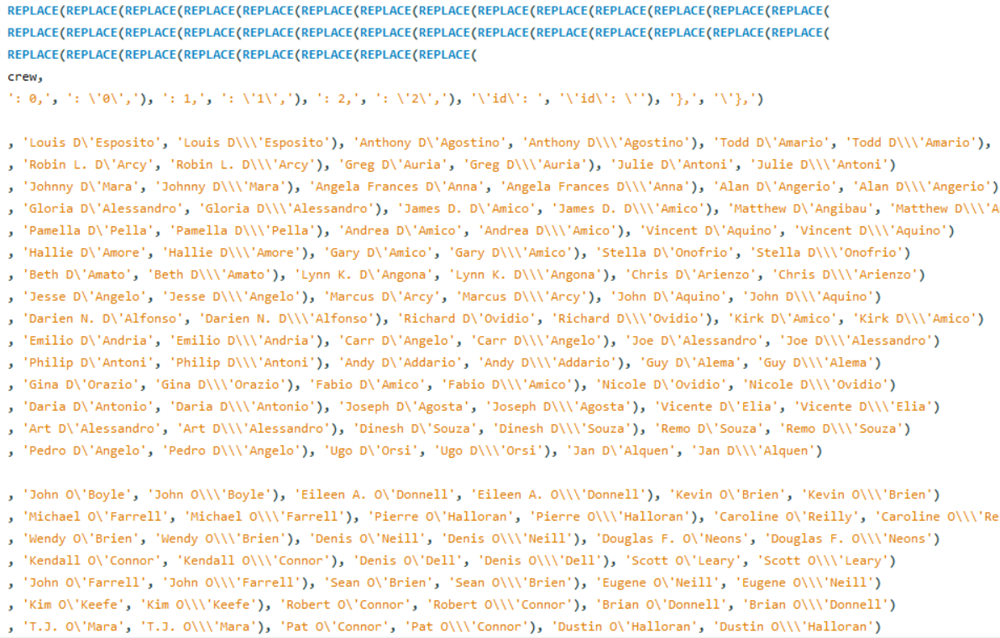 REPLACE(REPLACE(REPLACE(REPLACE(REPLACE(REPLACE(REPLACE(REPLACE(REPLACE(REPLACE(REPLACE(REPLACE(REPLACE(REPLACE(
REPLACE(REPLACE(REPLACE(REPLACE(REPLACE(REPLACE(REPLACE(REPLACE(REPLACE(REPLACE(REPLACE(REPLACE(REPLACE(REPLACE(
REPLACE(REPLACE(REPLACE(REPLACE(REPLACE(REPLACE(REPLACE(REPLACE(
crew,
': 0,', ': \'0\','), ': 1,', ': \'1\','), ': 2,', ': \'2\','), '\'id\': ', '\'id\': \''), '},', '\'},')
, 'Louis D\'Esposito', 'Louis D\\\'Esposito'), 'Anthony D\'Agostino', 'Anthony D\\\'Agostino'), 'Todd D\'Amario', 'Todd D\\\'Amario'),
, 'Robin L. D\'Arcy', 'Robin L. D\\\'Arcy'), 'Greg D\'Auria', 'Greg D\\\'Auria'), 'Julie D\'Antoni', 'Julie D\\\'Antoni')
, 'Johnny D\'Mara', 'Johnny D\\\'Mara'), 'Angela Frances D\'Anna', 'Angela Frances D\\\'Anna'), 'Alan D\'Angerio', 'Alan D\\\'Angerio')
, 'Gloria D\'Alessandro', 'Gloria D\\\'Alessandro'), 'James D. D\'Amico', 'James D. D\\\'Amico'), 'Matthew D\'Angibau', 'Matthew D\\\'A
, 'Pamella D\'Pella', 'Pamella D\\\'Pella'), 'Andrea D\'Amico', 'Andrea D\\\'Amico'), 'Vincent D\'Aquino', 'Vincent D\\\'Aquino')
, 'Hallie D\'Amore', 'Hallie D\\\'Amore'), 'Gary D\'Amico', 'Gary D\\\'Amico'), 'Stella D\'Onofrio', 'Stella D\\\'Onofrio')
, 'Beth D\'Amato', 'Beth D\\\'Amato'), 'Lynn K. D\'Angona', 'Lynn K. D\\\'Angona'), 'Chris D\'Arienzo', 'Chris D\\\'Arienzo')
, 'Jesse D\'Angelo', 'Jesse D\\\'Angelo'), 'Marcus D\'Arcy', 'Marcus D\\\'Arcy'), 'John D\'Aquino', 'John D\\\'Aquino')
, 'Darien N. D\'Alfonso', 'Darien N. D\\\'Alfonso'), 'Richard D\'Ovidio', 'Richard D\\\'Ovidio'), 'Kirk D\'Amico', 'Kirk D\\\'Amico')
, 'Emilio D\'Andria', 'Emilio D\\\'Andria'), 'Carr D\'Angelo', 'Carr D\\\'Angelo'), 'Joe D\'Alessandro', 'Joe D\\\'Alessandro')
, 'Philip D\'Antoni', 'Philip D\\\'Antoni'), 'Andy D\'Addario', 'Andy D\\\'Addario'), 'Guy D\'Alema', 'Guy D\\\'Alema')
, 'Gina D\'Orazio', 'Gina D\\\'Orazio'), 'Fabio D\'Amico', 'Fabio D\\\'Amico'), 'Nicole D\'Ovidio', 'Nicole D\\\'Ovidio')
, 'Daria D\'Antonio', 'Daria D\\\'Antonio'), 'Joseph D\'Agosta', 'Joseph D\\\'Agosta'), 'Vicente D\'Elia', 'Vicente D\\\'Elia')
, 'Art D\'Alessandro', 'Art D\\\'Alessandro'), 'Dinesh D\'Souza', 'Dinesh D\\\'Souza'), 'Remo D\'Souza', 'Remo D\\\'Souza')
, 'Pedro D\'Angelo', 'Pedro D\\\'Angelo'), 'Ugo D\'Orsi', 'Ugo D\\\'Orsi'), 'Jan D\'Alquen', 'Jan D\\\'Alquen')
, 'John O\'Boyle', 'John O\\\'Boyle'), 'Eileen A. O\'Donnell', 'Eileen A. O\\\'Donnell'), 'Kevin O\'Brien', 'Kevin O\\\'Brien')
, 'Michael O\'Farrell', 'Michael O\\\'Farrell'), 'Pierre O\'Halloran', 'Pierre O\\\'Halloran'), 'Caroline O\'Reilly', 'Caroline O\\\'Re
, 'Wendy O\'Brien', 'Wendy O\\\'Brien'), 'Denis O\'Neill', 'Denis O\\\'Neill'), 'Douglas F. O\'Neons', 'Douglas F. O\\\'Neons')
, 'Kendall O\'Connor', 'Kendall O\\\'Connor'), 'Denis O\'Dell', 'Denis O\\\'Dell'), 'Scott O\'Leary', 'Scott O\\\'Leary')
, 'John O\'Farrell', 'John O\\\'Farrell'), 'Sean O\'Brien', 'Sean O\\\'Brien'), 'Eugene O\'Neill', 'Eugene O\\\'Neill')
, 'Kim O\'Keefe', 'Kim O\\\'Keefe'), 'Robert O\'Connor', 'Robert O\\\'Connor'), 'Brian O\'Donnell', 'Brian O\\\'Donnell')
, 'T.J. O\'Mara', 'T.J. O\\\'Mara'), 'Pat O\'Connor', 'Pat O\\\'Connor'), 'Dustin O\'Halloran', 'Dustin O\\\'Halloran')